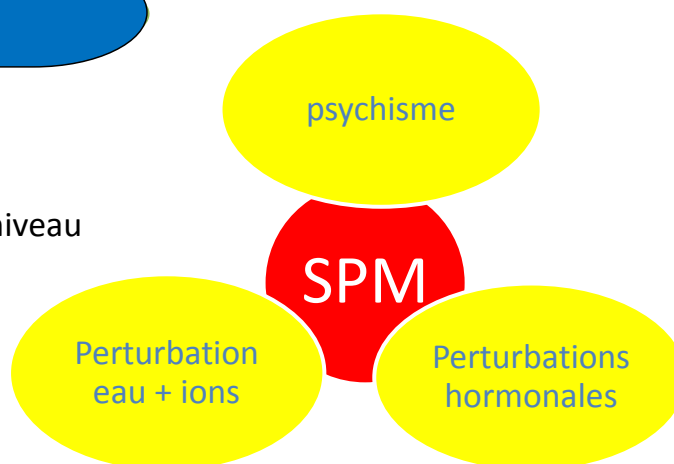 psychisme
niveau
SPM
Perturbation
eau + ions
Perturbations
hormonales